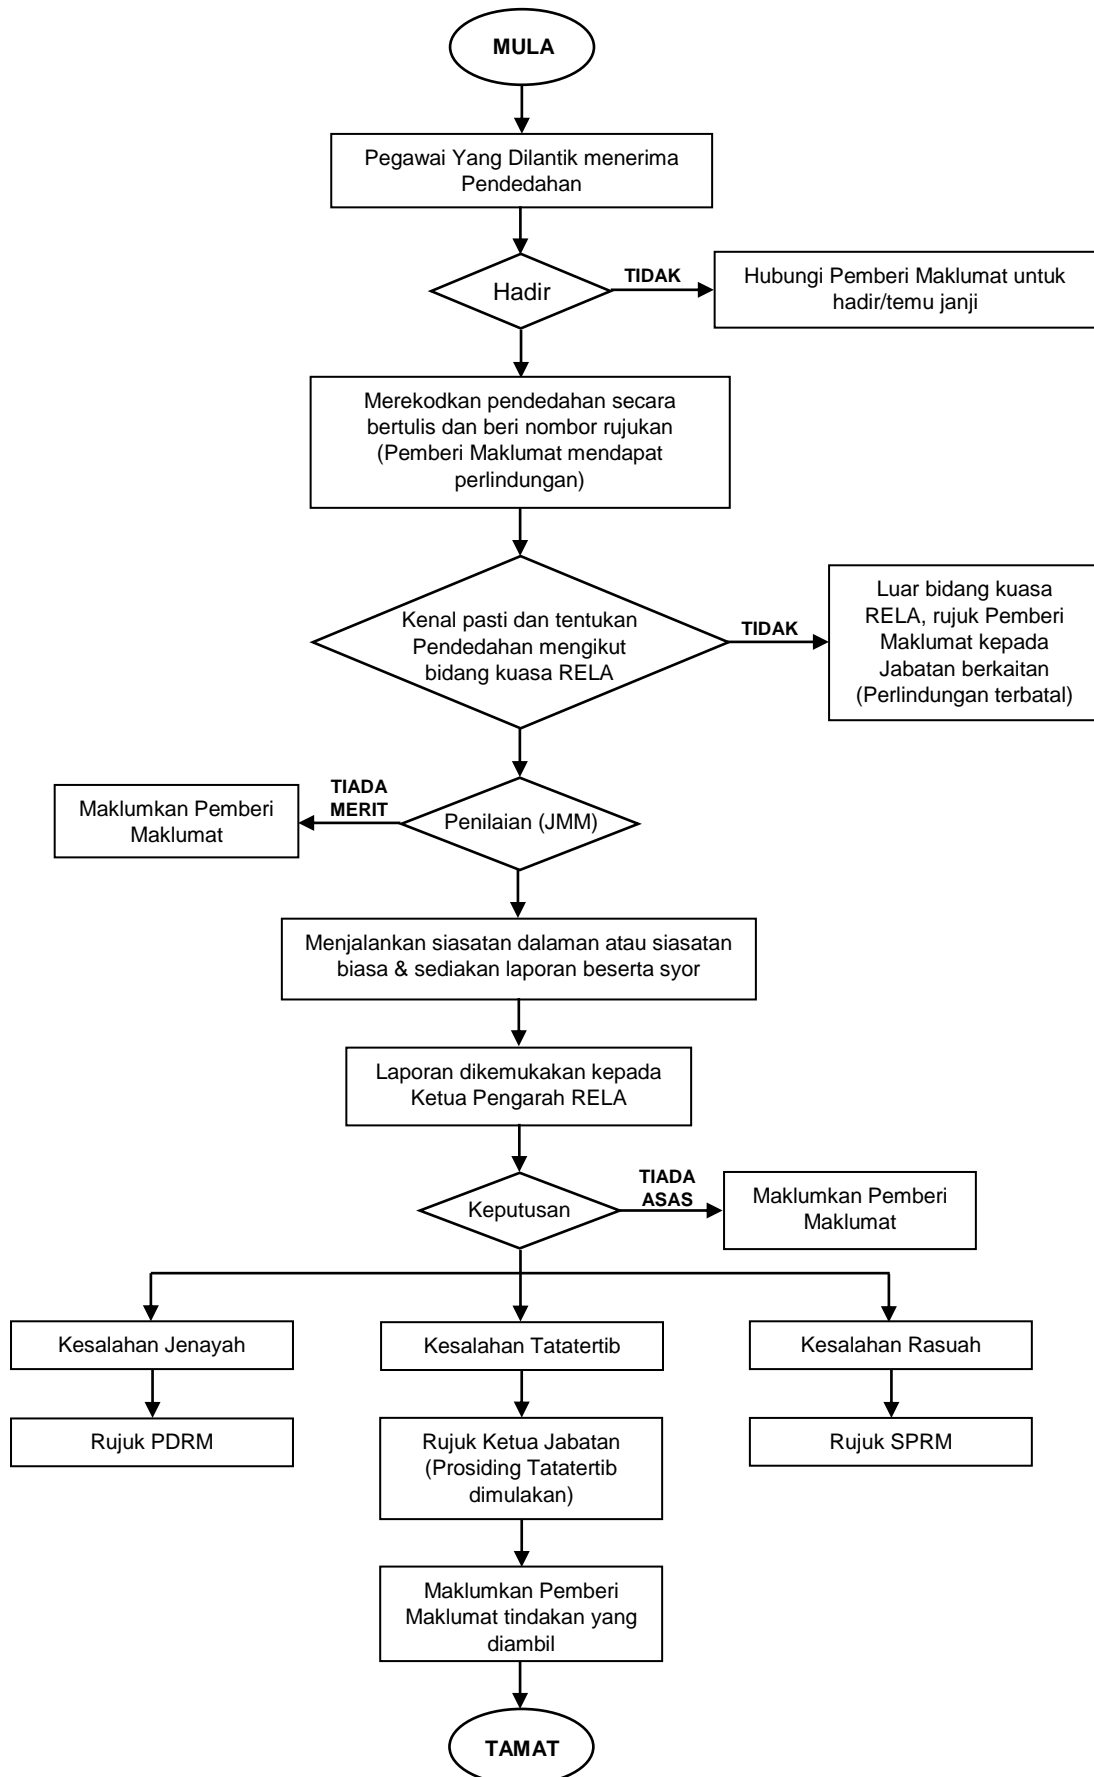 MULA
Pegawai Yang Dilantik menerima
Pendedahan
Hadir
TIDAK
Hubungi Pemberi Maklumat untuk
hadir/temu janji
Merekodkan pendedahan secara
bertulis dan beri nombor rujukan
(Pemberi Maklumat mendapat
perlindungan)
Kenal pasti dan tentukan
Pendedahan mengikut
bidang kuasa RELA
TIDAK
Luar bidang kuasa
RELA, rujuk Pemberi
Maklumat kepada
Jabatan berkaitan
(Perlindungan terbatal)
Penilaian (JMM)
TIADA
MERIT
Maklumkan Pemberi
Maklumat
Menjalankan siasatan dalaman atau siasatan
biasa & sediakan laporan beserta syor
Laporan dikemukakan kepada
Ketua Pengarah RELA
Keputusan
TIADA
ASAS
Maklumkan Pemberi
Maklumat
Kesalahan Jenayah
Rujuk PDRM
Kesalahan Tatatertib
Rujuk Ketua Jabatan
(Prosiding Tatatertib
dimulakan)
Kesalahan Rasuah
Rujuk SPRM
Maklumkan Pemberi
Maklumat tindakan yang
diambil
TAMAT